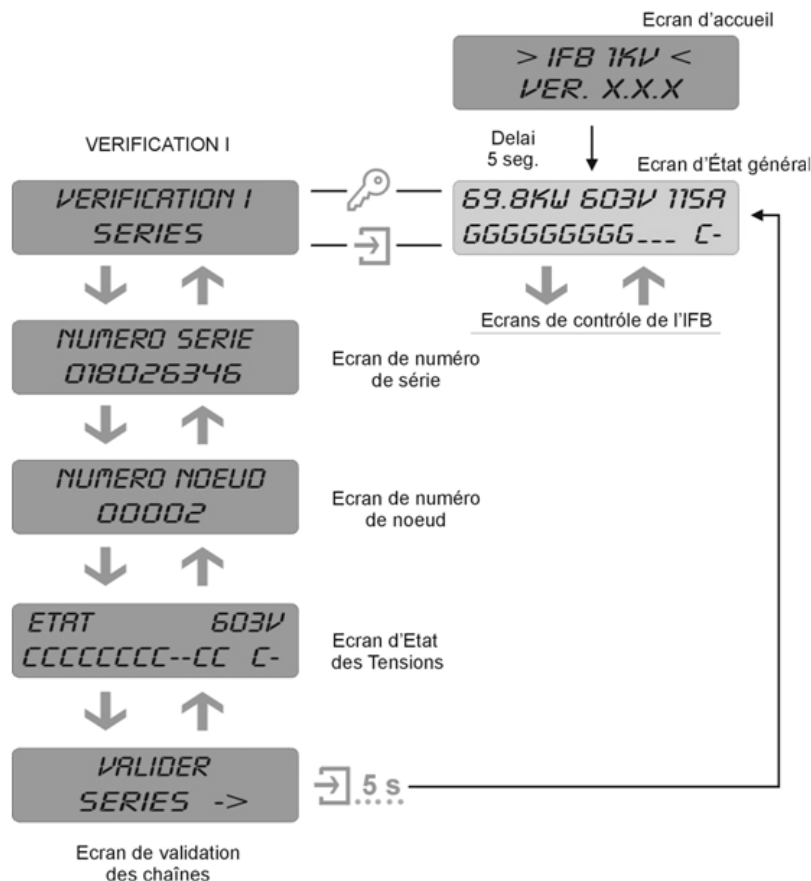 Ecran d'accueil
> IFB 1KV <
VER. X.X.X
VERIFICATION I
Delai
5 seg.
Ecran d'État général
VERIFICATION I
SERIES
69.8KW 603V 115A
GGGGGGGGG___ C-
Ecrans de contróle de l'IFB
NUMERO SERIE
018026346
Ecran de numéro
de série
NUMERO NOEUD
00002
Ecran de numéro
de noeud
ETAT 603V
CCCCCCCC--CC C-
Ecran d'Etat
des Tensions
VALIDER
SERIES ->
5 s
Ecran de validation
des chaînes